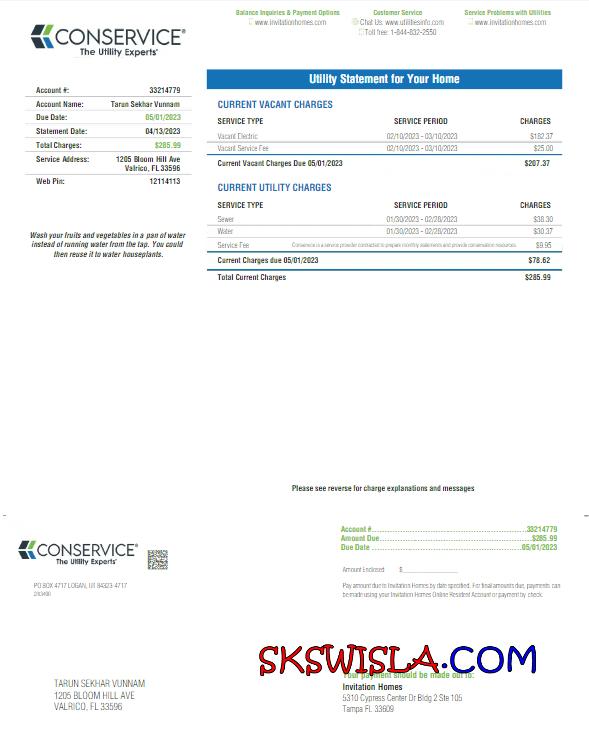 Balance Inquiries & Payment Options
www.invitationhomes.com
Customer Service
Chat Us: www.utilitiesinfo.com
Toll free: 1-844-832-2550
Service Problems with Utilities
www.invitationhomes.com
CONSERVICE®
The Utility Experts®
Account #: 33214779
Account Name: Tarun Sekhar Vunnam
Due Date: 05/01/2023
Statement Date: 04/13/2023
Total Charges: $285.99
Service Address: 1205 Bloom Hill Ave
Valrico, FL 33596
Web Pin: 12114113
Wash your fruits and vegetables in a pan of water
instead of running water from the tap. You could
then reuse it to water houseplants.
Utility Statement for Your Home
CURRENT VACANT CHARGES
SERVICE TYPE SERVICE PERIOD CHARGES
Vacant Electric 02/10/2023 - 03/10/2023 $182.37
Vacant Service Fee 02/10/2023 - 03/10/2023 $25.00
Current Vacant Charges Due 05/01/2023 $207.37
CURRENT UTILITY CHARGES
SERVICE TYPE SERVICE PERIOD CHARGES
Sewer 01/30/2023 - 02/28/2023 $38.30
Water 01/30/2023 - 02/28/2023 $30.37
Service Fee Conservice is a service provider contracted to prepare monthly statements and provide conservation resources. $9.95
Current Charges due 05/01/2023 $78.62
Total Current Charges $285.99
Please see reverse for charge explanations and messages
CONSERVICE®
The Utility Experts®
PO BOX 4717 LOGAN, UT 84323-4717
Account #....33214779
Amount Due....$285.99
Due Date ....05/01/2023
Amount Enclosed $
Pay amount due to Invitation Homes by date specified. For final amounts due, payments can
be made using your Invitation Homes Online Resident Account or payment by check.
SKSWISLA.COM
TARUN SEKHAR VUNNAM
1205 BLOOM HILL AVE
VALRICO, FL 33596
Your payment should be made out to:
Invitation Homes
5310 Cypress Center Dr Bldg 2 Ste 105
Tampa FL 33609